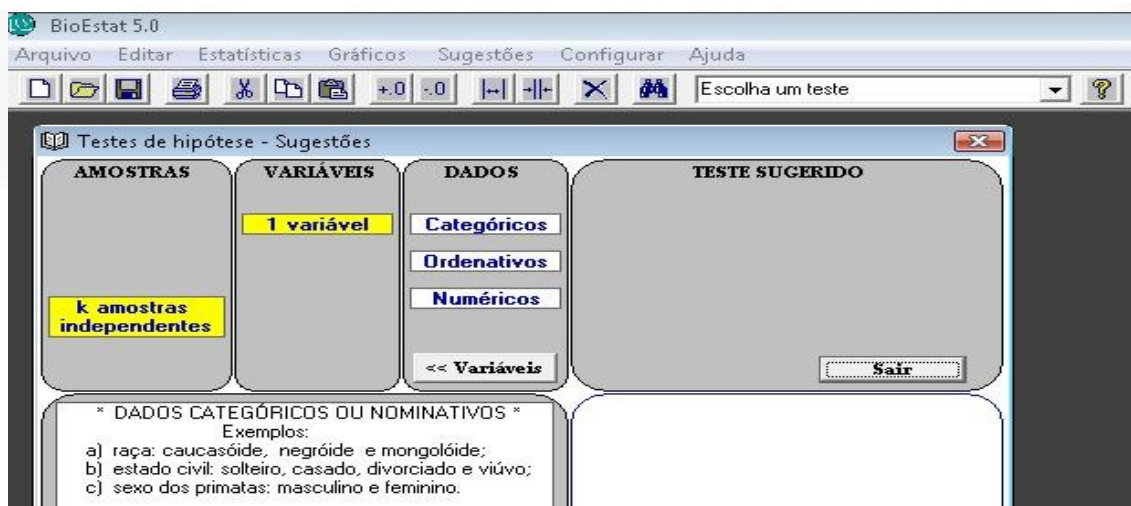 BioEstat 5.0
Arquivo Editar Estatísticas Gráficos Sugestões Configurar Ajuda
+.0 -.0 Escolha um teste
Testes de hipótese - Sugestões
AMOSTRAS VARIÁVEIS DADOS TESTE SUGERIDO
1 variável Categóricos
Ordenativos
k amostras Numéricos
independentes
<< Variáveis Sair
* DADOS CATEGÓRICOS OU NOMINATIVOS *
Exemplos:
a) raça: caucasóide, negróide e mongolóide;
b) estado civil: solteiro, casado, divorciado e viúvo;
c) sexo dos primatas: masculino e feminino.